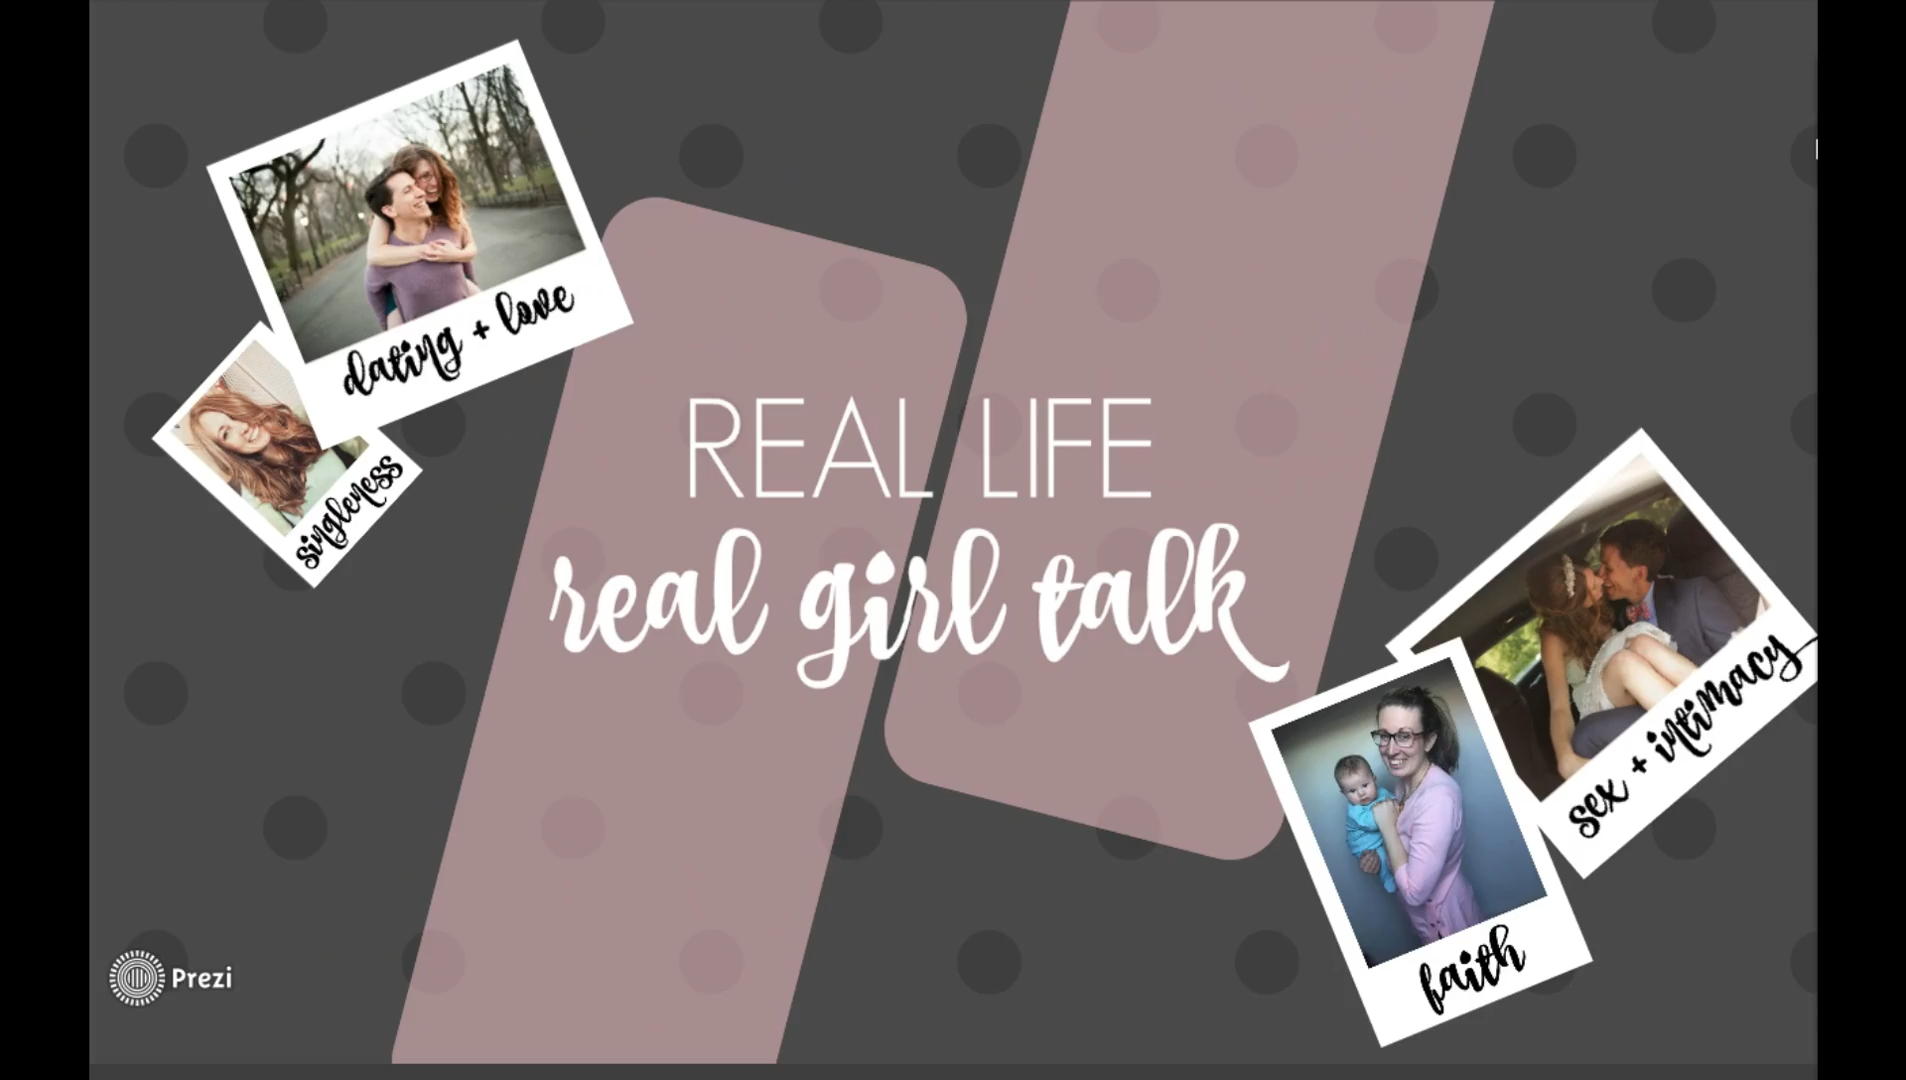 dating + love
singleness
REAL LIFE
real girl talk
sex + intimacy
faith
Prezi